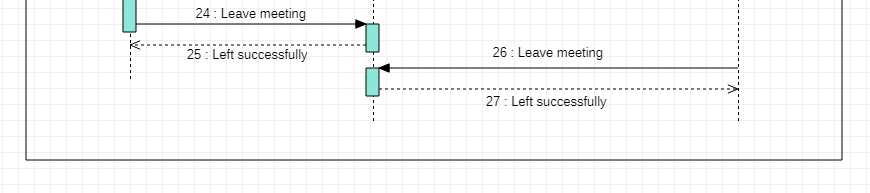 24 : Leave meeting
25 : Left successfully
26 : Leave meeting
27 : Left successfully